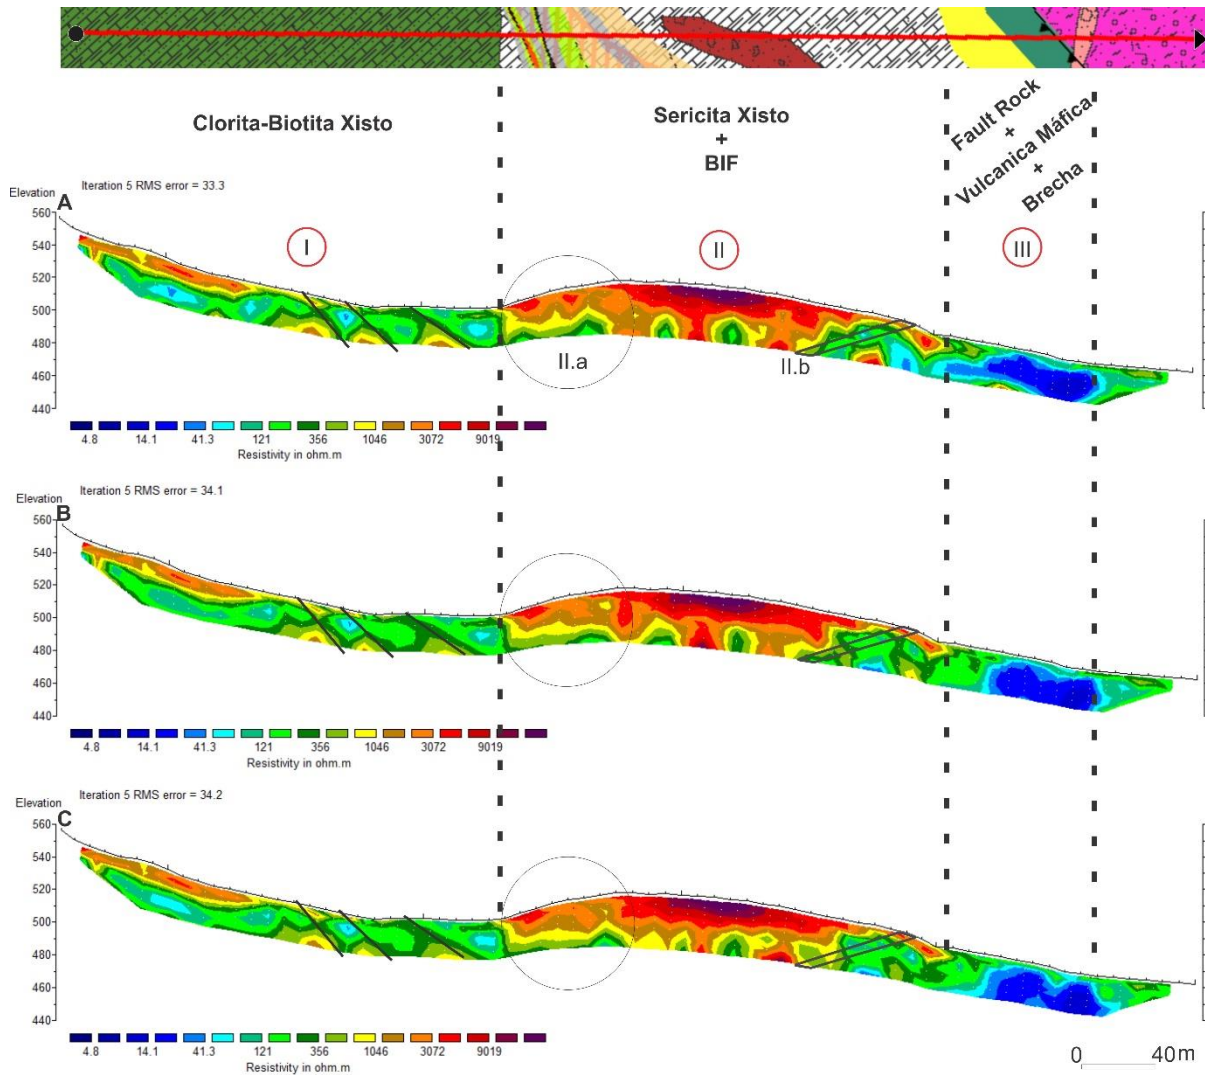 Clorita-Biotita Xisto
Sericita Xisto
+
BIF
Fault Rock
+
Vulcanica Máfica
+
Brecha
Elevation
Iteration 5 RMS error = 33.3
A
560
540
520
500
480
460
440
I
II
III
II.a
II.b
4.8 14.1 41.3 121 356 1046 3072 9019
Resistivity in ohm.m
Elevation
Iteration 5 RMS error = 34.1
B
560
540
520
500
480
460
440
4.8 14.1 41.3 121 356 1046 3072 9019
Resistivity in ohm.m
Elevation
Iteration 5 RMS error = 34.2
C
560
540
520
500
480
460
440
4.8 14.1 41.3 121 356 1046 3072 9019
Resistivity in ohm.m
0 40m